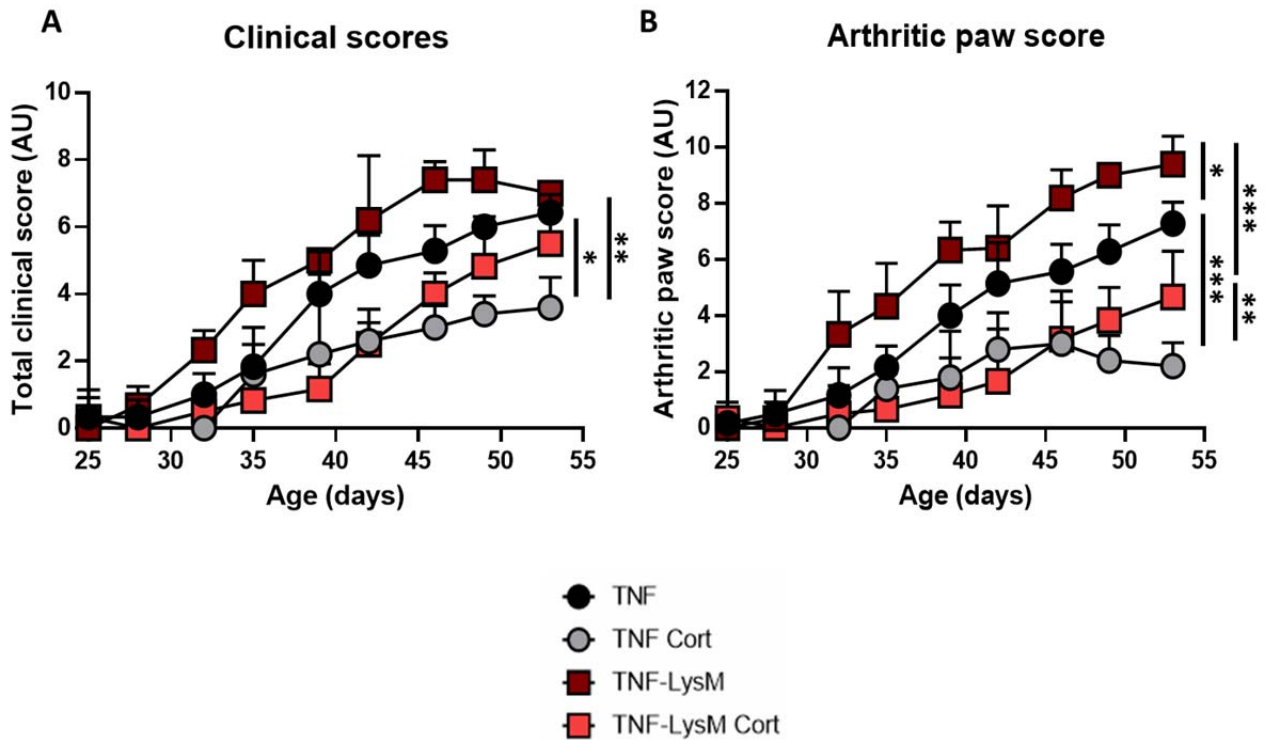 A
Clinical scores
Total clinical score (AU)
10
8
6
4
2
0
25 30 35 40 45 50 55
Age (days)
*
**
B
Arthritic paw score
Arthritic paw score (AU)
12
10
8
6
4
2
0
25 30 35 40 45 50 55
Age (days)
*
***
***
**
TNF
TNF Cort
TNF-LysM
TNF-LysM Cort